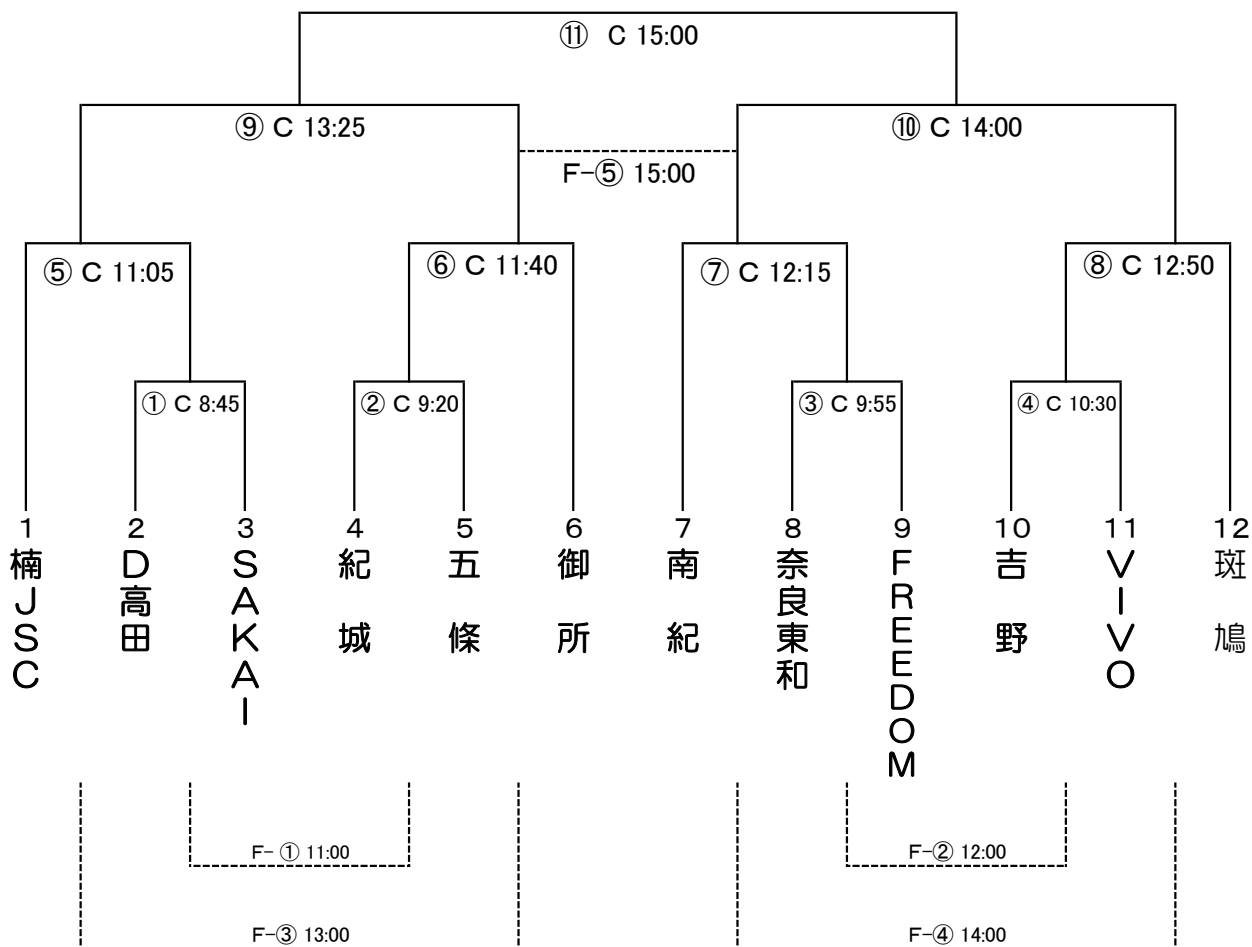 ⑪ C 15:00
⑨ C 13:25
⑩ C 14:00
F-⑤ 15:00
⑤ C 11:05
⑥ C 11:40
⑦ C 12:15
⑧ C 12:50
① C 8:45
② C 9:20
③ C 9:55
④ C 10:30
1 2 3 4 5 6 7 8 9 10 11 12
楠JSC
D高田
SAKAI
紀城
五條
御所
南紀
奈良東和
FREEDOM
吉野
VIVO
斑鳩
F- ① 11:00
F-② 12:00
F-③ 13:00
F-④ 14:00